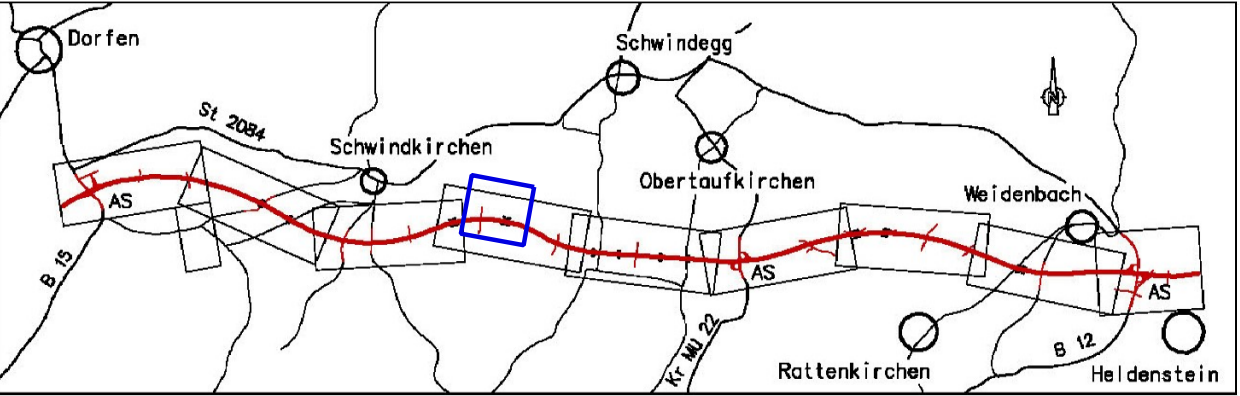 Dorfen
Schwindegg
N
St 2084
Schwindkirchen
Obertaufkirchen
Weidenbach
AS
B 15
AS
AS
Kr MÜ 22
B 12
Rattenkirchen
Heldenstein